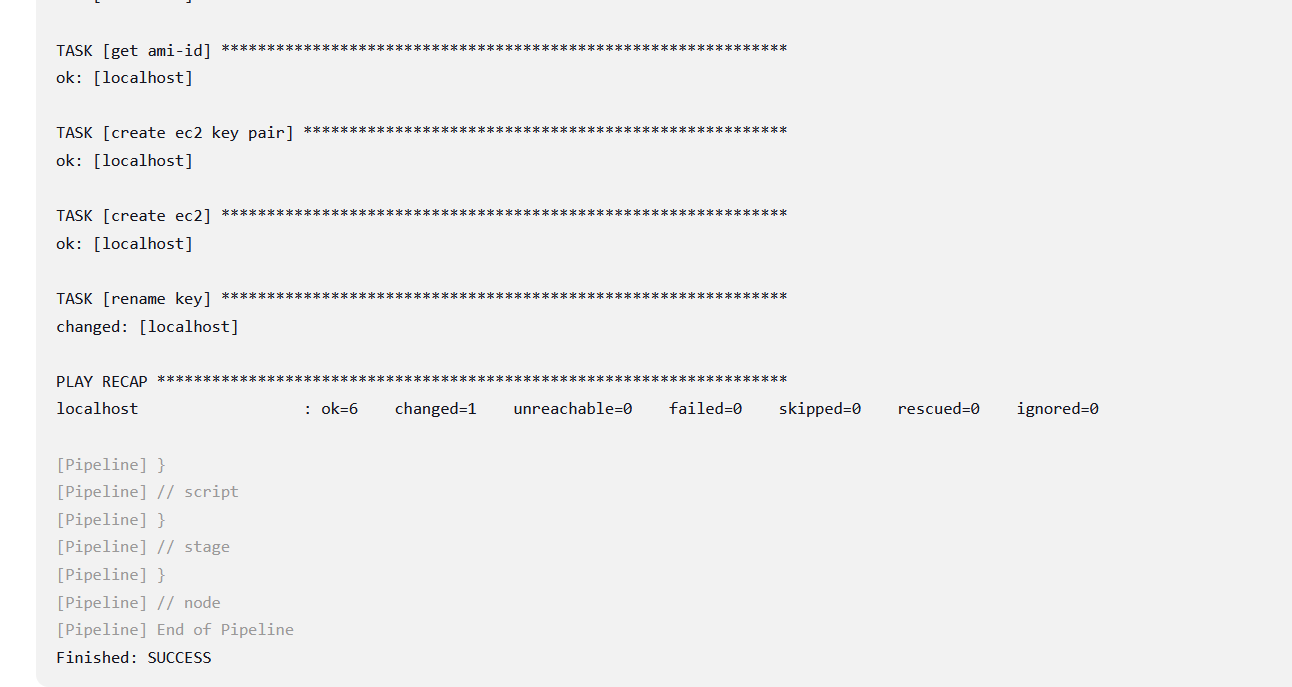 TASK [get ami-id] **************************************************************
ok: [localhost]
TASK [create ec2 key pair] *****************************************************
ok: [localhost]
TASK [create ec2] **************************************************************
ok: [localhost]
TASK [rename key] **************************************************************
changed: [localhost]
PLAY RECAP *********************************************************************
localhost                  : ok=6    changed=1    unreachable=0    failed=0    skipped=0    rescued=0    ignored=0
[Pipeline] }
[Pipeline] // script
[Pipeline] }
[Pipeline] // stage
[Pipeline] }
[Pipeline] // node
[Pipeline] End of Pipeline
Finished: SUCCESS